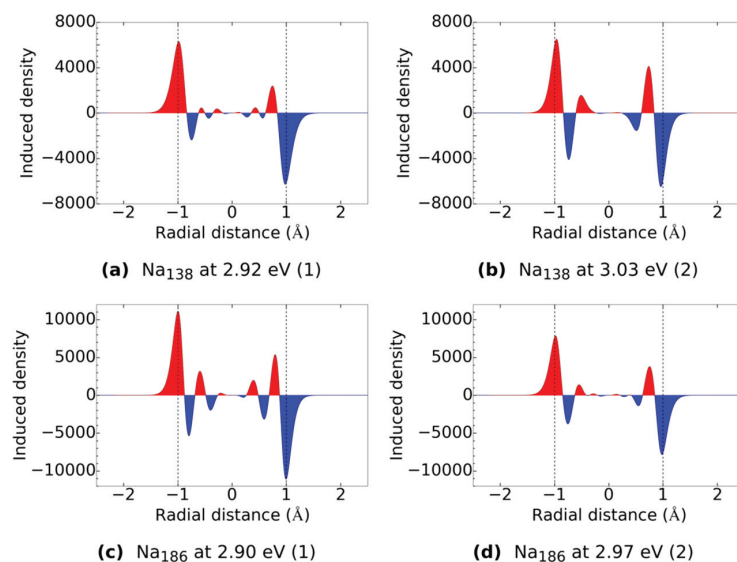 8000
4000
0
−4000
−8000
Induced density
−2 −1 0 1 2
Radial distance (Å)
(a) Na138 at 2.92 eV (1)
8000
4000
0
−4000
−8000
Induced density
−2 −1 0 1 2
Radial distance (Å)
(b) Na138 at 3.03 eV (2)
10000
5000
0
−5000
−10000
Induced density
−2 −1 0 1 2
Radial distance (Å)
(c) Na186 at 2.90 eV (1)
10000
5000
0
−5000
−10000
Induced density
−2 −1 0 1 2
Radial distance (Å)
(d) Na186 at 2.97 eV (2)